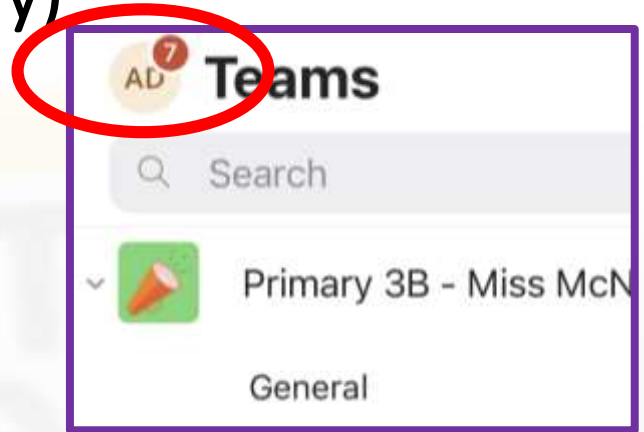 y)
AD 7 Teams
Search
Primary 3B - Miss McN
General